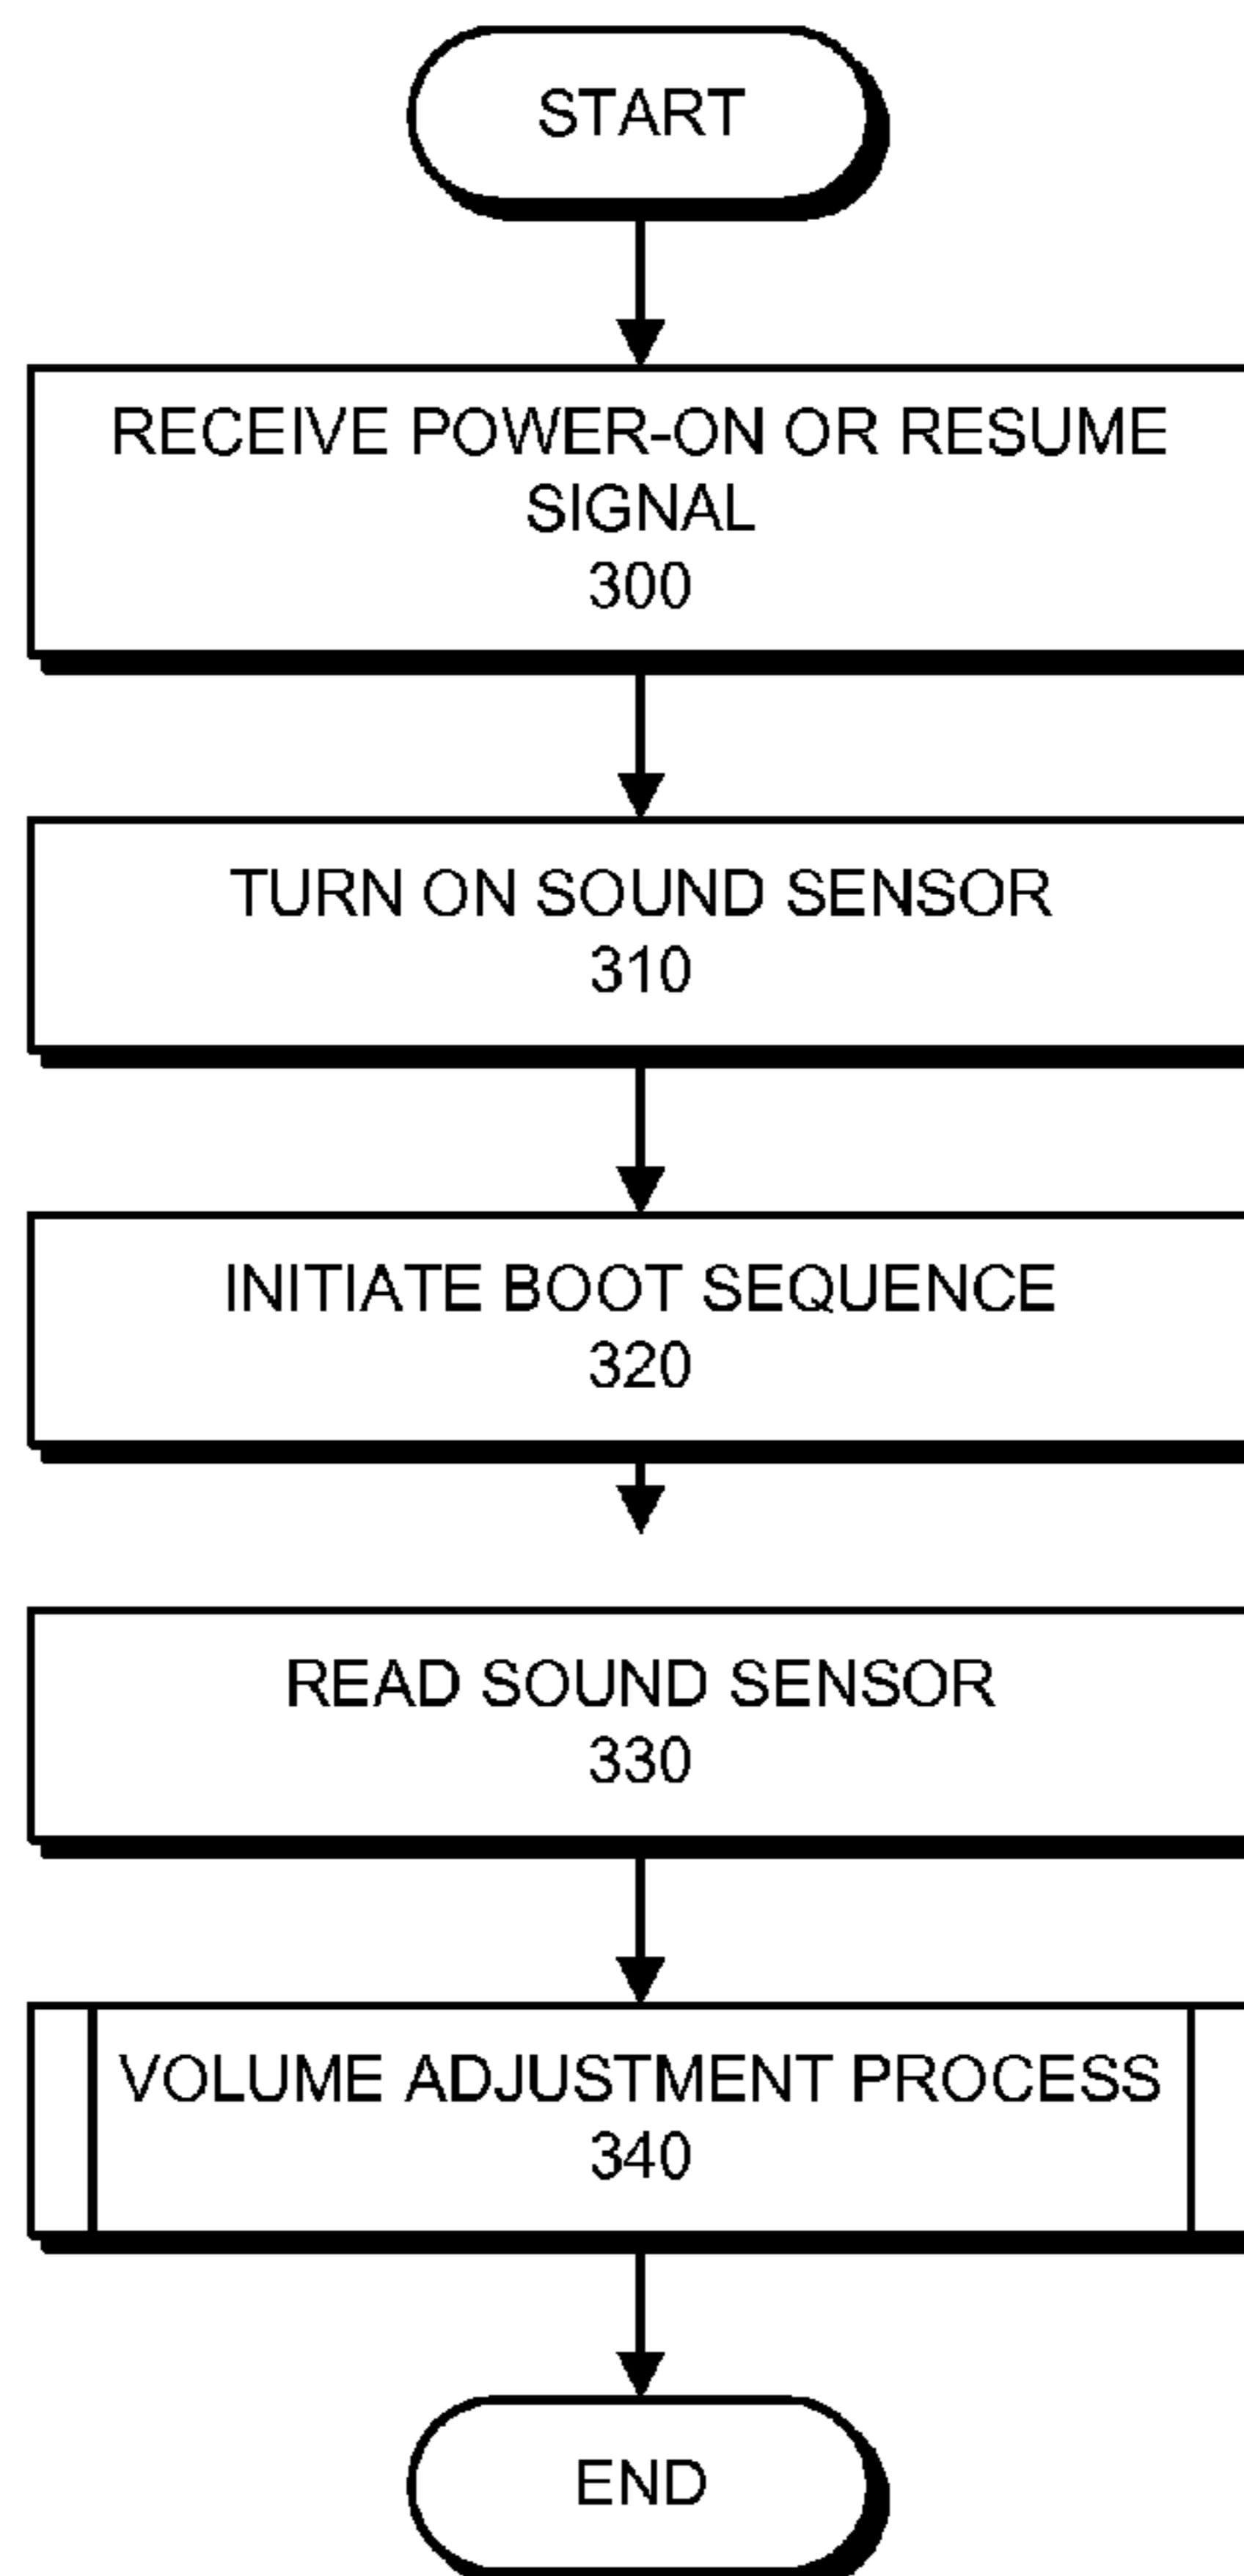 START
RECEIVE POWER-ON OR RESUME
SIGNAL
300
TURN ON SOUND SENSOR
310
INITIATE BOOT SEQUENCE
320
READ SOUND SENSOR
330
VOLUME ADJUSTMENT PROCESS
340
END